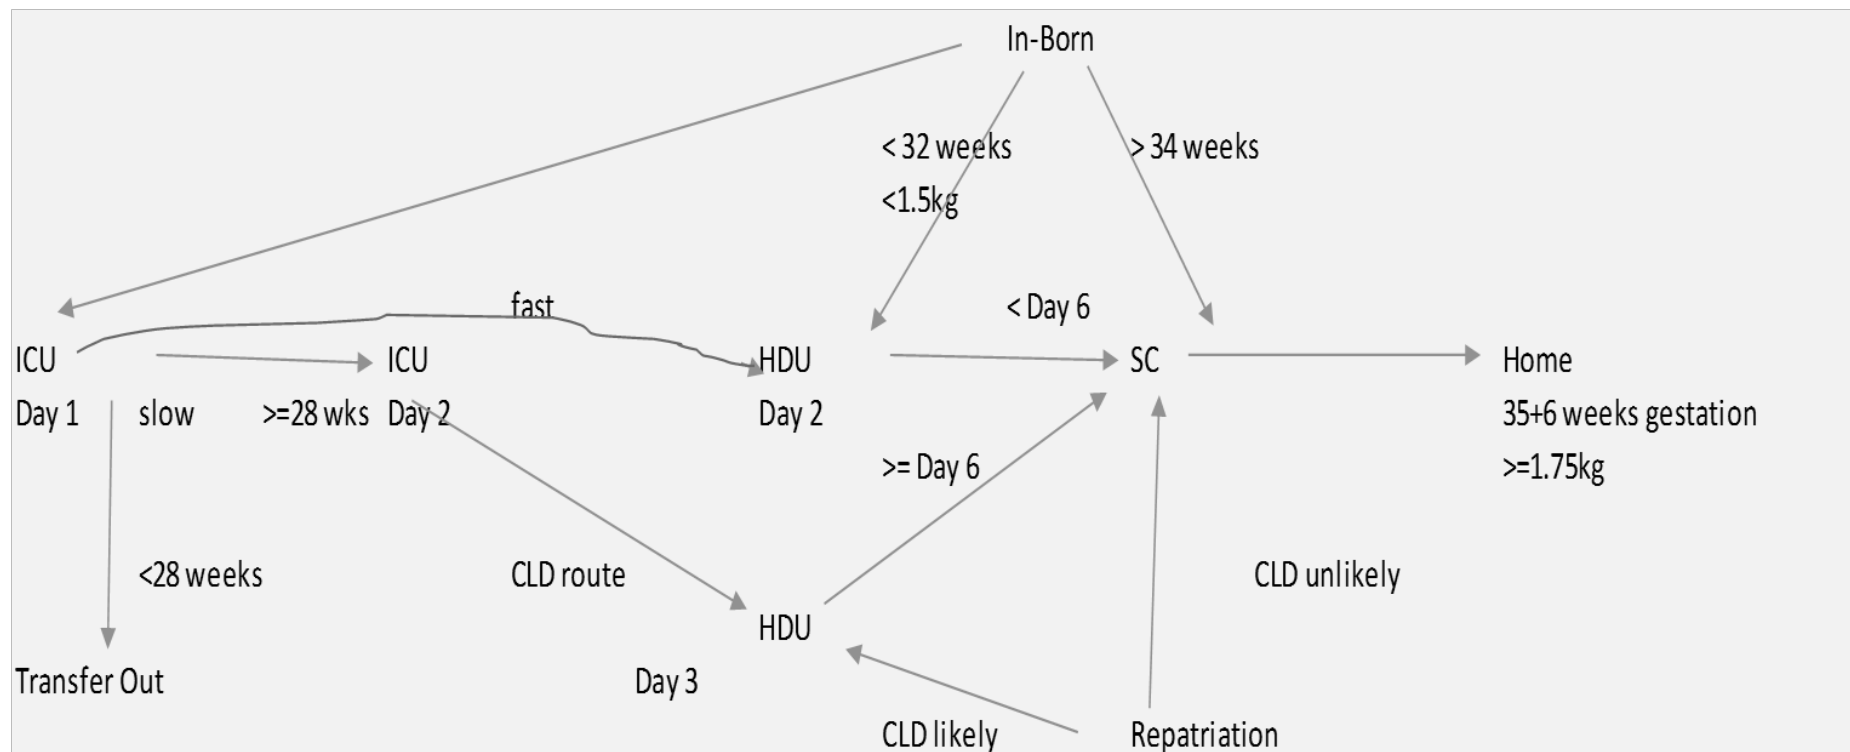 In-Born
< 32 weeks
> 34 weeks
<1.5kg
fast
< Day 6
ICU
ICU
HDU
SC
Home
Day 1
slow
>=28 wks
Day 2
Day 2
35+6 weeks gestation
>= Day 6
>=1.75kg
<28 weeks
CLD route
CLD unlikely
HDU
Transfer Out
Day 3
CLD likely
Repatriation